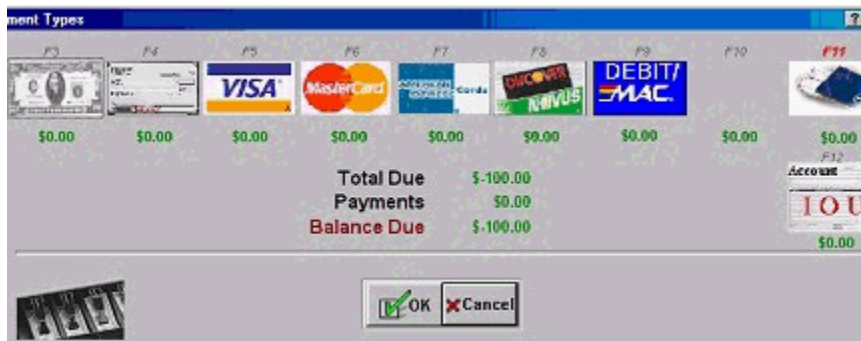 ment Types ?
F3 F4 F5 F6 F7 F8 F9 F10 F11
VISA MasterCard AMERICAN EXPRESS Cards DISCOVER NOVUS DEBIT/ MAC
$0.00 $0.00 $0.00 $0.00 $0.00 $0.00 $0.00 $0.00 $0.00
F12
Total Due $-100.00
Account
Payments $0.00
I O U
Balance Due $-100.00
$0.00
OK Cancel